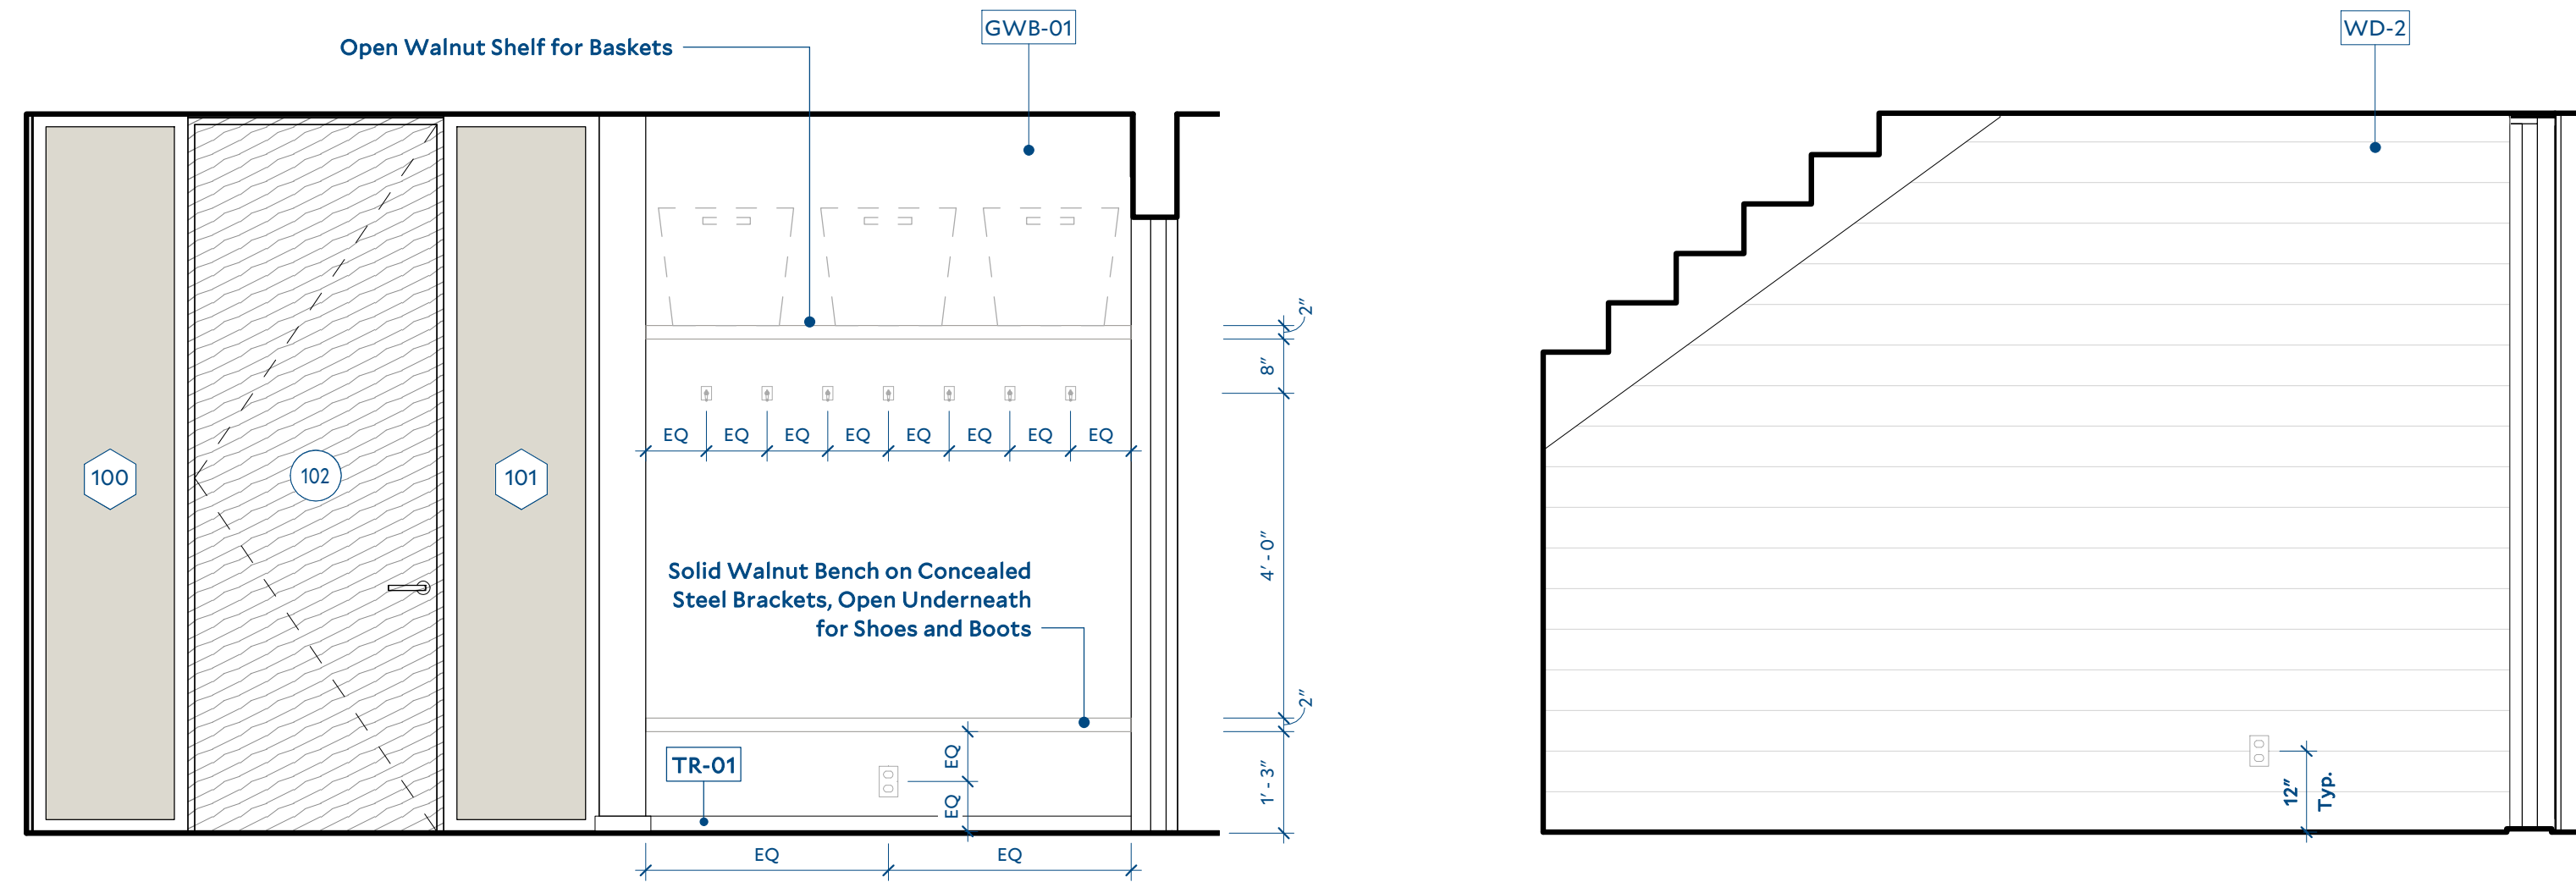 GWB-01
WD-2
Open Walnut Shelf for Baskets
2"
8"
EQ EQ EQ EQ EQ EQ EQ EQ
100
102
101
4' - 0"
Solid Walnut Bench on Concealed
Steel Brackets, Open Underneath
for Shoes and Boots
2"
TR-01
EQ
EQ
1' - 3"
12"
Typ.
EQ EQ